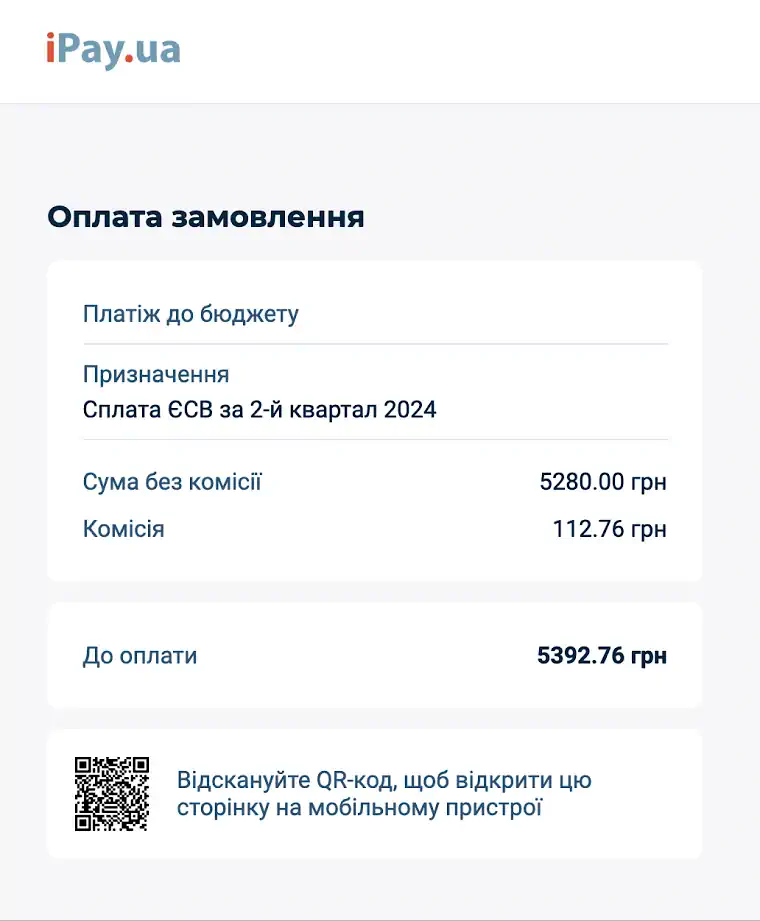 iPay.ua
Оплата замовлення
Платіж до бюджету
Призначення
Сплата ЄСВ за 2-й квартал 2024
Сума без комісії 5280.00 грн
Комісія 112.76 грн
До оплати 5392.76 грн
Відскануйте QR-код, щоб відкрити цю
сторінку на мобільному пристрої